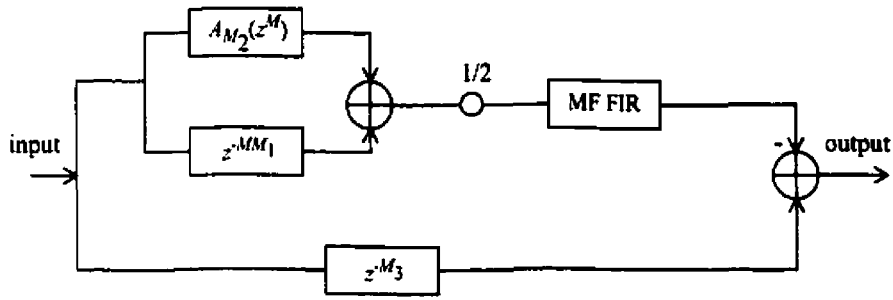 A_{M_2}(z^M)
1/2
MF FIR
-
input
output
z^{-MM_1}
z^{-M_3}